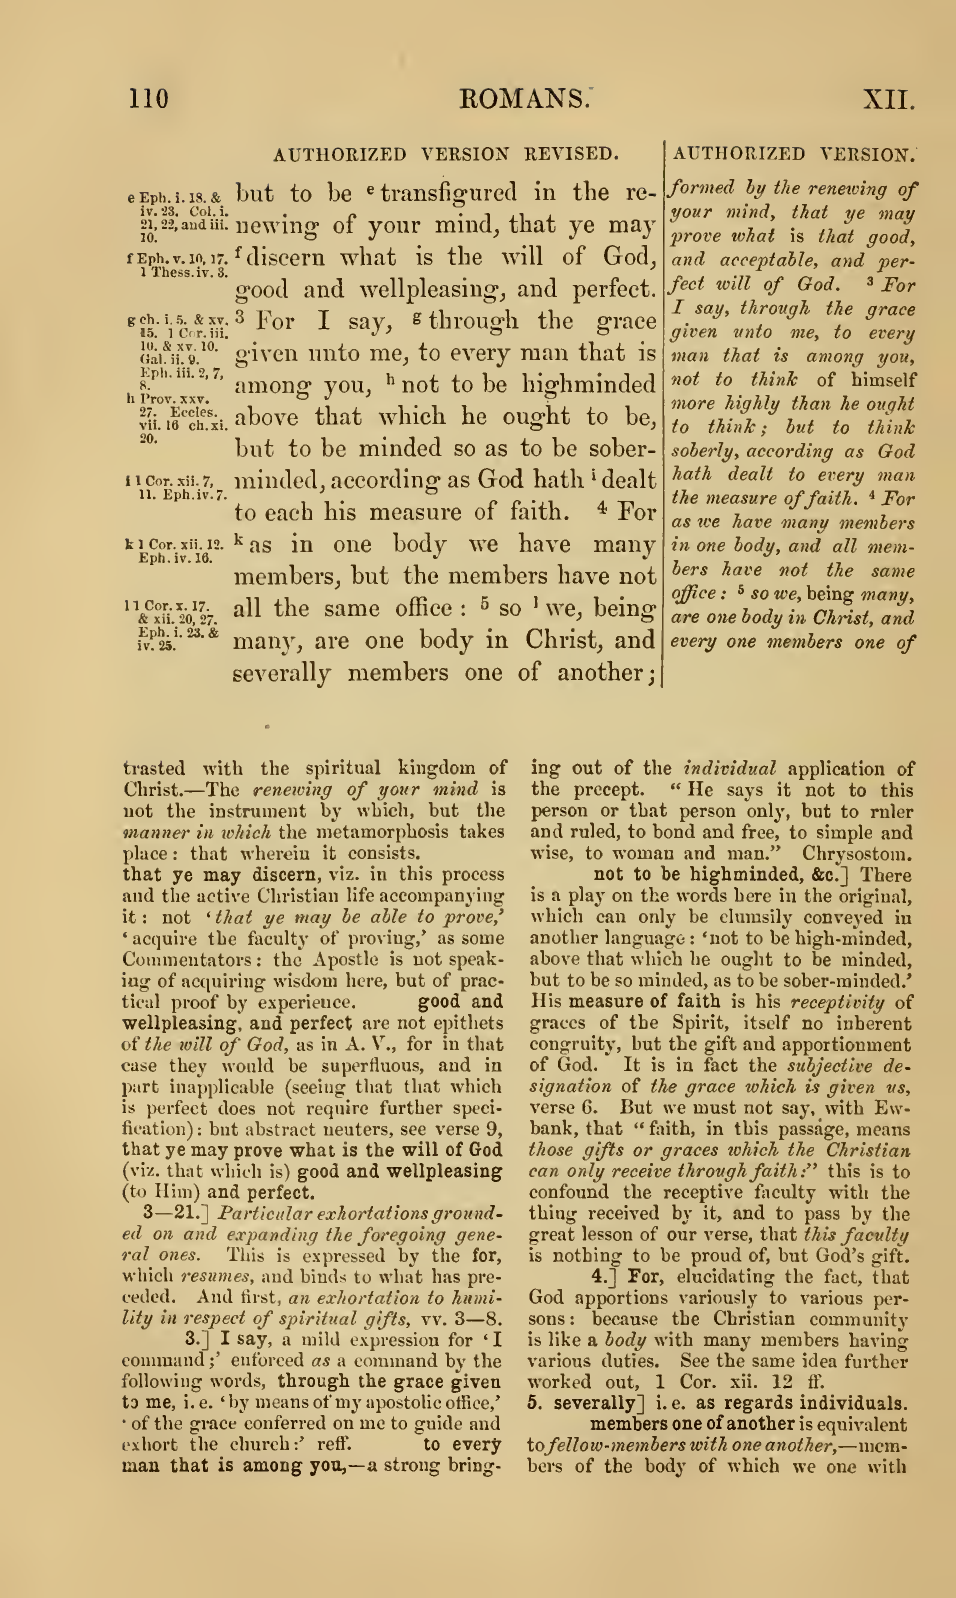 110
ROMANS.
XII.
AUTHORIZED VERSION REVISED.
e Eph. i. 18. &
iv. 23. Col. i.
21, 22, and iii.
10.
f Eph. v. 10, 17.
1 Thess. iv. 3.
g ch. i. 5. & xv.
15. 1 Cor. iii.
10. & xv. 10.
Gal. ii. 9.
Eph. iii. 2, 7,
8.
h Prov. xxv.
27. Eccles.
vii. 16 ch. xi.
20.
i 1 Cor. xii. 7,
11. Eph. iv. 7.
k 1 Cor. xii. 12.
Eph. iv. 16.
l 1 Cor. x. 17.
& xii. 20, 27.
Eph. i. 23. &
iv. 25.
but to be e transfigured in the re-
newing of your mind, that ye may
f discern what is the will of God,
good and wellpleasing, and perfect.
3 For I say, g through the grace
given unto me, to every man that is
among you, h not to be highminded
above that which he ought to be,
but to be minded so as to be sober-
minded, according as God hath i dealt
to each his measure of faith. 4 For
k as in one body we have many
members, but the members have not
all the same office : 5 so l we, being
many, are one body in Christ, and
severally members one of another;
AUTHORIZED VERSION.
formed by the renewing of
your mind, that ye may
prove what is that good,
and acceptable, and per-
fect will of God. 3 For
I say, through the grace
given unto me, to every
man that is among you,
not to think of himself
more highly than he ought
to think; but to think
soberly, according as God
hath dealt to every man
the measure of faith. 4 For
as we have many members
in one body, and all mem-
bers have not the same
office: 5 so we, being many,
are one body in Christ, and
every one members one of
trasted with the spiritual kingdom of
Christ.—The renewing of your mind is
not the instrument by which, but the
manner in which the metamorphosis takes
place: that wherein it consists.
that ye may discern, viz. in this process
and the active Christian life accompanying
it: not ‘that ye may be able to prove,’
‘acquire the faculty of proving,’ as some
Commentators: the Apostle is not speak-
ing of acquiring wisdom here, but of prac-
tical proof by experience. good and
wellpleasing, and perfect are not epithets
of the will of God, as in A. V., for in that
case they would be superfluous, and in
part inapplicable (seeing that that which
is perfect does not require further speci-
fication): but abstract neuters, see verse 9,
that ye may prove what is the will of God
(viz. that which is) good and wellpleasing
(to Him) and perfect.
3—21.] Particular exhortations ground-
ed on and expanding the foregoing gene-
ral ones. This is expressed by the for,
which resumes, and binds to what has pre-
ceded. And first, an exhortation to humi-
lity in respect of spiritual gifts, vv. 3—8.
3.] I say, a mild expression for ‘I
command;’ enforced as a command by the
following words, through the grace given
to me, i. e. ‘by means of my apostolic office,’
‘of the grace conferred on me to guide and
exhort the church:’ reff. to every
man that is among you,—a strong bring-
ing out of the individual application of
the precept. “He says it not to this
person or that person only, but to ruler
and ruled, to bond and free, to simple and
wise, to woman and man.” Chrysostom.
not to be highminded, &c.] There
is a play on the words here in the original,
which can only be clumsily conveyed in
another language: ‘not to be high-minded,
above that which he ought to be minded,
but to be so minded, as to be sober-minded.’
His measure of faith is his receptivity of
graces of the Spirit, itself no inherent
congruity, but the gift and apportionment
of God. It is in fact the subjective de-
signation of the grace which is given us,
verse 6. But we must not say, with Ew-
bank, that “faith, in this passage, means
those gifts or graces which the Christian
can only receive through faith:” this is to
confound the receptive faculty with the
thing received by it, and to pass by the
great lesson of our verse, that this faculty
is nothing to be proud of, but God's gift.
4.] For, elucidating the fact, that
God apportions variously to various per-
sons: because the Christian community
is like a body with many members having
various duties. See the same idea further
worked out, 1 Cor. xii. 12 ff.
5. severally] i. e. as regards individuals.
members one of another is equivalent
to fellow-members with one another,—mem-
bers of the body of which we one with